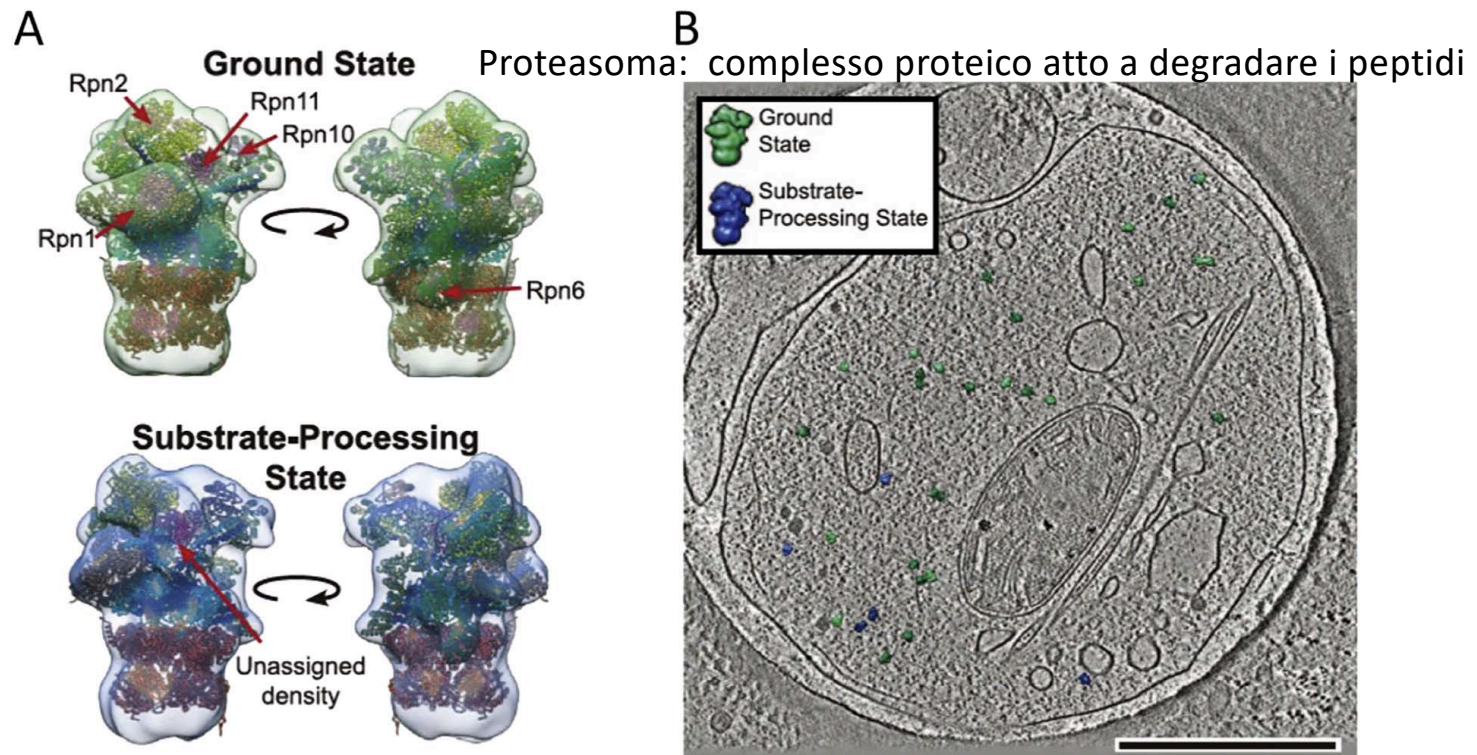 A
B
Proteasoma:  complesso proteico atto a degradare i peptidi
Ground State
Rpn2
Rpn11
Rpn10
Rpn1
Rpn6
Substrate-Processing
State
Unassigned
density
Ground
State
Substrate-
Processing State